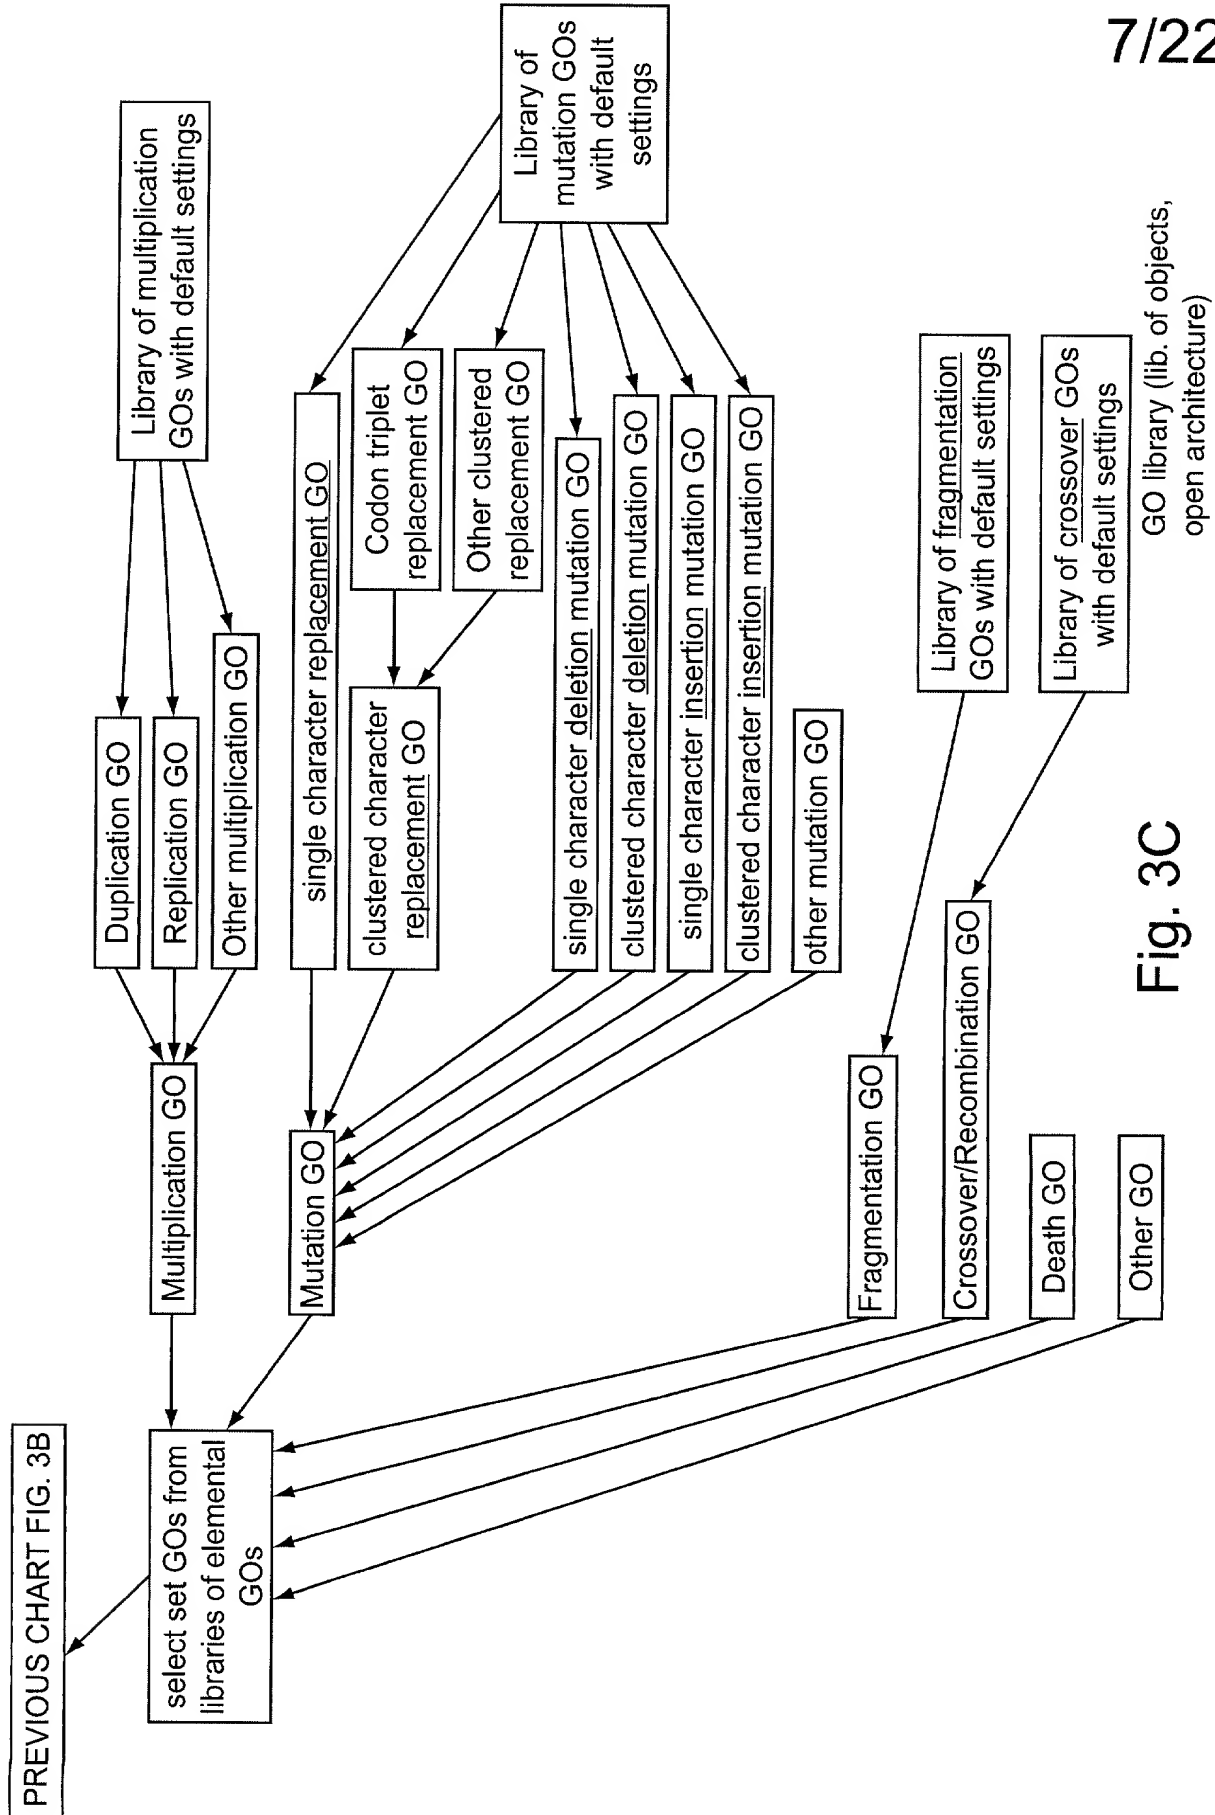 7/22
PREVIOUS CHART FIG. 3B
select set GOs from
libraries of elemental
GOs
Multiplication GO
Duplication GO
Replication GO
Other multiplication GO
Library of multiplication
GOs with default settings
Mutation GO
single character replacement GO
clustered character
replacement GO
Codon triplet
replacement GO
Other clustered
replacement GO
single character deletion mutation GO
clustered character deletion mutation GO
single character insertion mutation GO
clustered character insertion mutation GO
other mutation GO
Library of
mutation GOs
with default
settings
Fragmentation GO
Library of fragmentation
GOs with default settings
Crossover/Recombination GO
Library of crossover GOs
with default settings
Death GO
Other GO
GO library (lib. of objects,
open architecture)
Fig. 3C